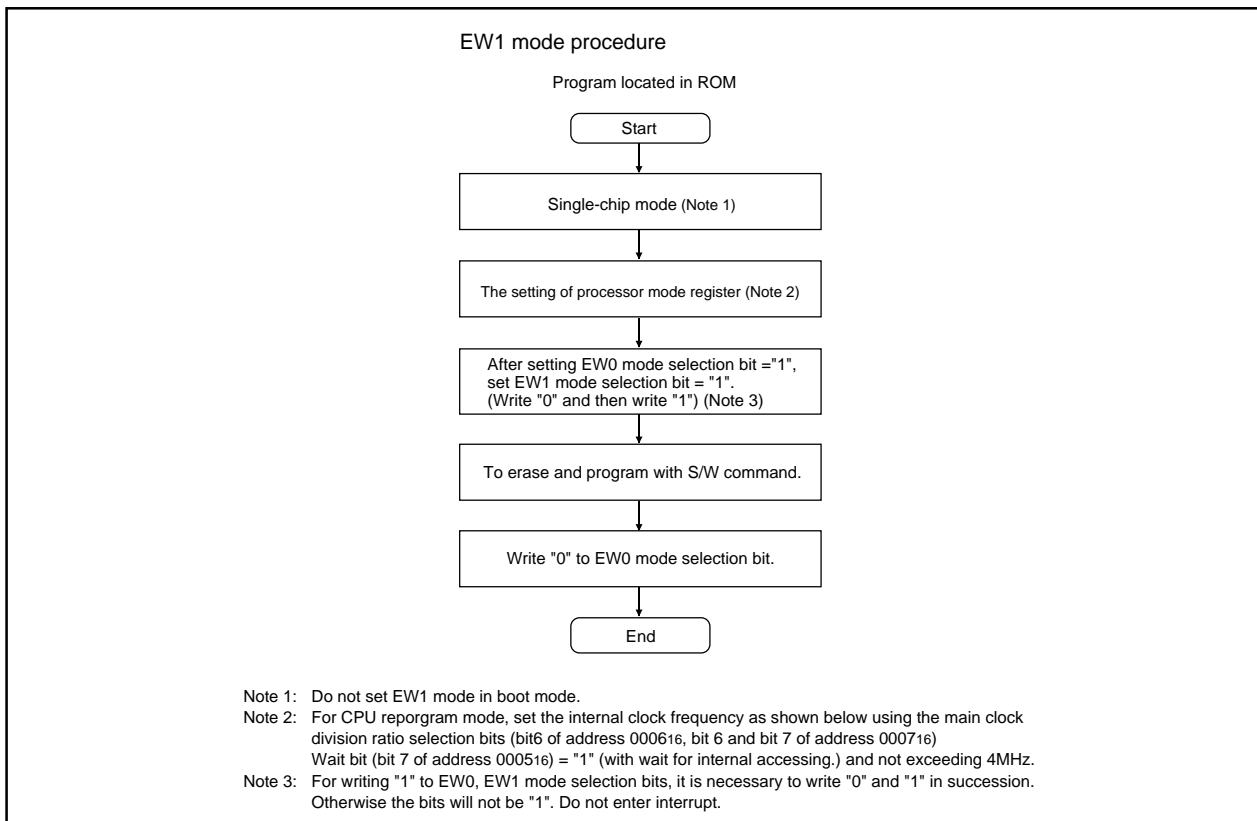 EW1 mode procedure
Program located in ROM
Start
Single-chip mode (Note 1)
The setting of processor mode register (Note 2)
After setting EW0 mode selection bit ="1",
set EW1 mode selection bit = "1".
(Write "0" and then write "1") (Note 3)
To erase and program with S/W command.
Write "0" to EW0 mode selection bit.
End
Note 1: Do not set EW1 mode in boot mode.
Note 2: For CPU reporgram mode, set the internal clock frequency as shown below using the main clock
division ratio selection bits (bit6 of address 000616, bit 6 and bit 7 of address 000716)
Wait bit (bit 7 of address 000516) = "1" (with wait for internal accessing.) and not exceeding 4MHz.
Note 3: For writing "1" to EW0, EW1 mode selection bits, it is necessary to write "0" and "1" in succession.
Otherwise the bits will not be "1". Do not enter interrupt.